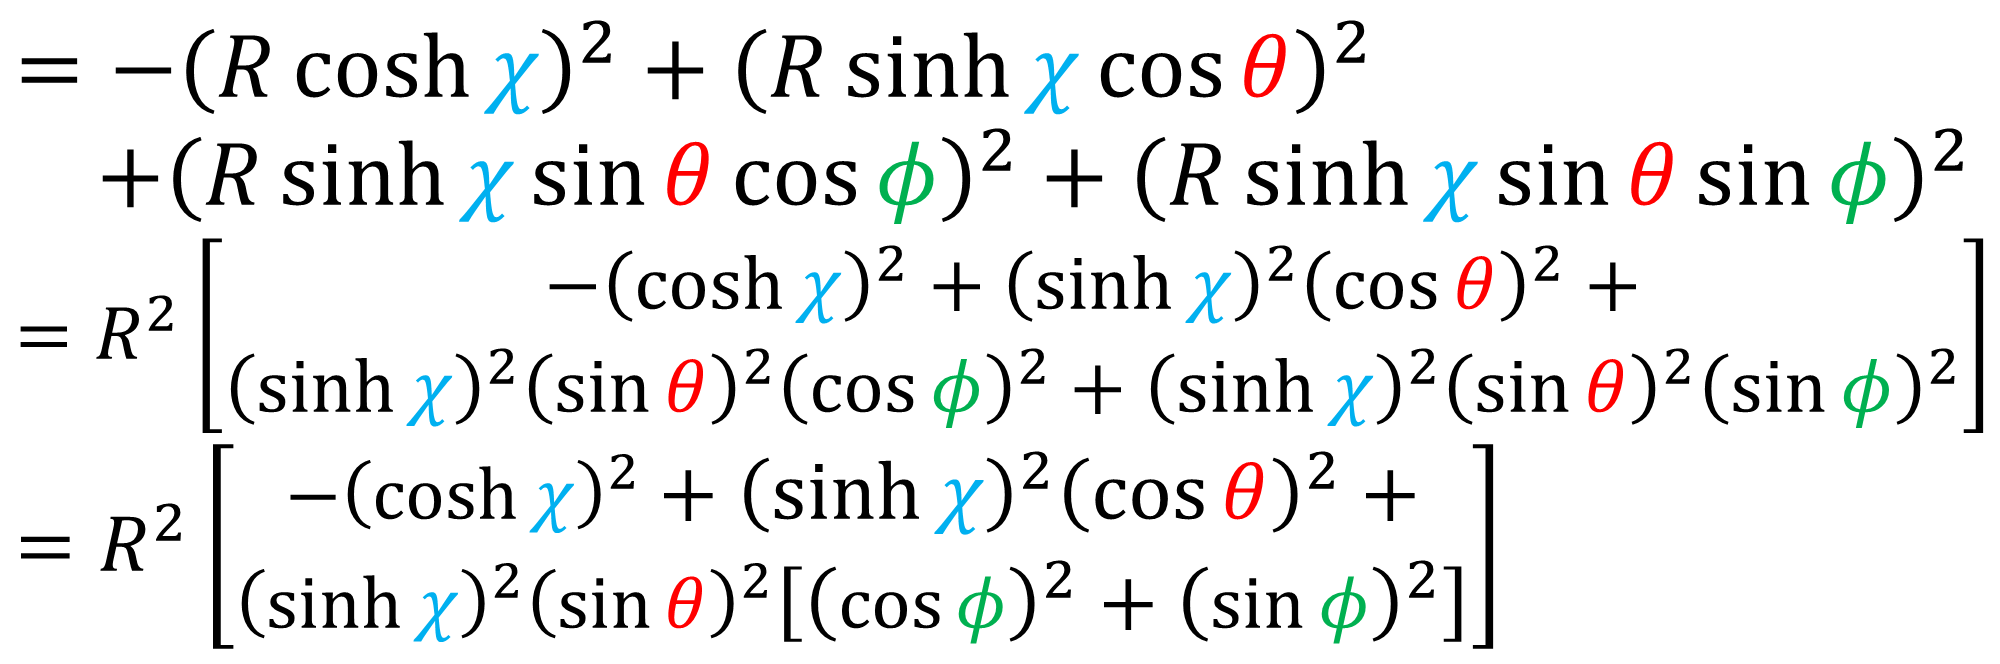 = −(R cosh χ)² + (R sinh χ cos θ)²
+(R sinh χ sin θ cos ϕ)² + (R sinh χ sin θ sin ϕ)²
= R² [ −(cosh χ)² + (sinh χ)²(cos θ)² +
(sinh χ)²(sin θ)²(cos ϕ)² + (sinh χ)²(sin θ)²(sin ϕ)² ]
= R² [ −(cosh χ)² + (sinh χ)²(cos θ)² +
(sinh χ)²(sin θ)²[(cos ϕ)² + (sin ϕ)²] ]